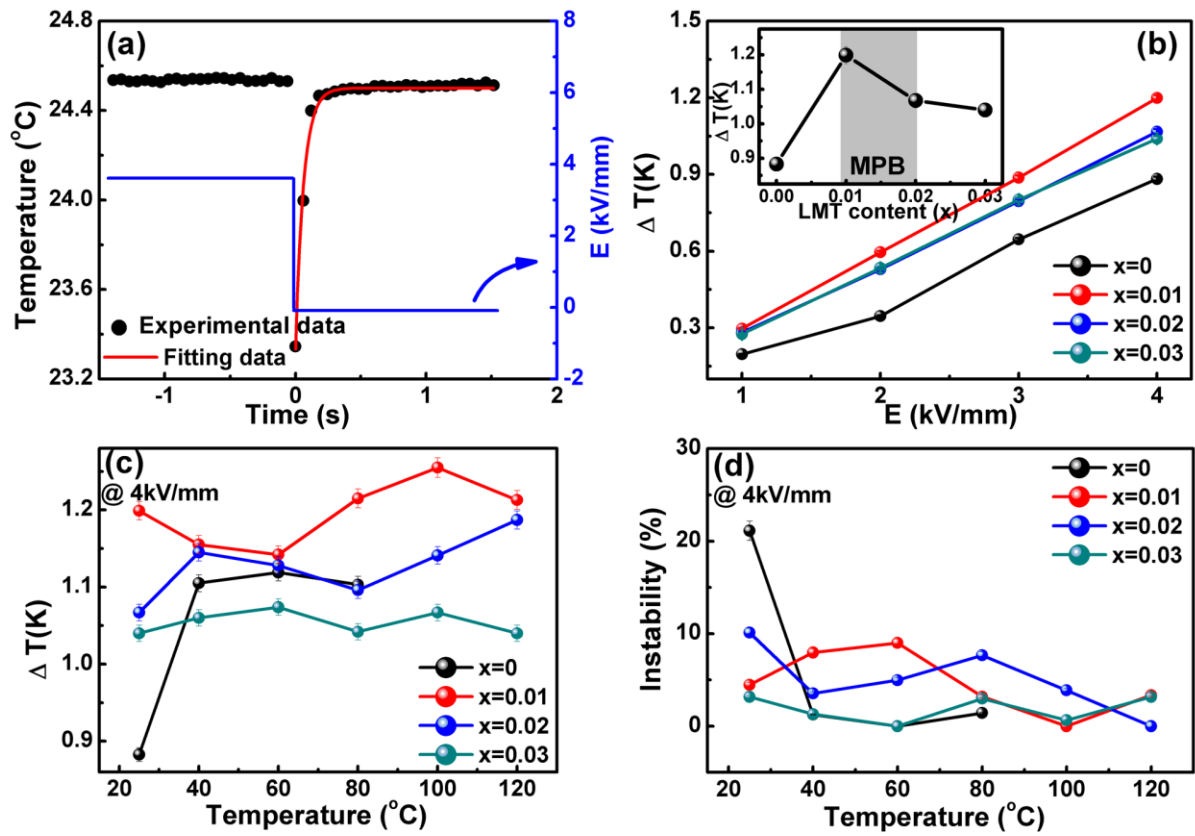 (a)
24.8
24.4
24.0
23.6
23.2
Temperature (°C)
8
6
4
2
0
-2
E (kV/mm)
Experimental data
Fitting data
-1 0 1 2
Time (s)
(b)
1.5
1.2
0.9
0.6
0.3
Δ T(K)
1.2
1.1
1.0
0.9
Δ T(K)
MPB
0.00 0.01 0.02 0.03
LMT content (x)
x=0
x=0.01
x=0.02
x=0.03
1 2 3 4
E (kV/mm)
(c)
@ 4kV/mm
1.2
1.1
1.0
0.9
Δ T(K)
x=0
x=0.01
x=0.02
x=0.03
20 40 60 80 100 120
Temperature (°C)
(d)
@ 4kV/mm
30
20
10
0
Instability (%)
x=0
x=0.01
x=0.02
x=0.03
20 40 60 80 100 120
Temperature (°C)